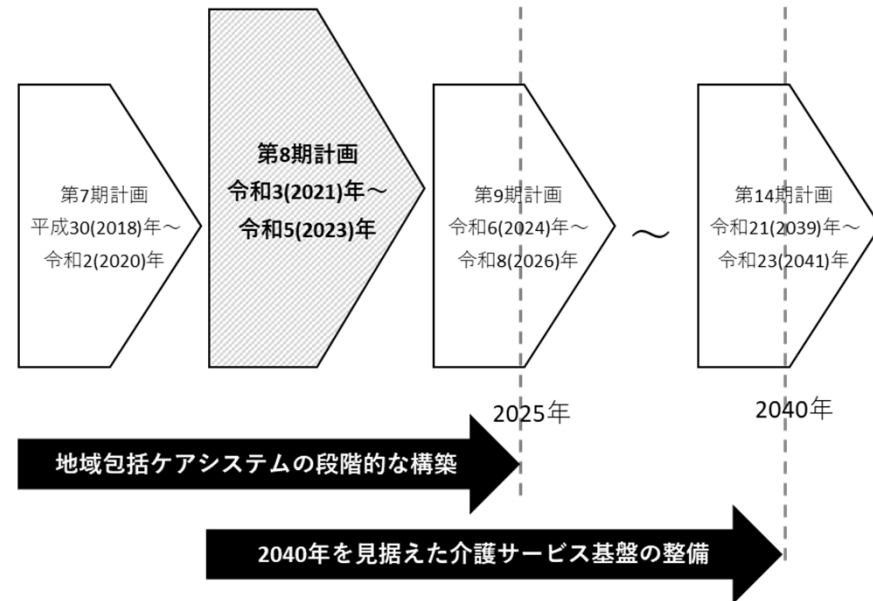 第7期計画
平成30(2018)年～
令和2(2020)年
第8期計画
令和3(2021)年～
令和5(2023)年
第9期計画
令和6(2024)年～
令和8(2026)年
～
第14期計画
令和21(2039)年～
令和23(2041)年
2025年
2040年
地域包括ケアシステムの段階的な構築
2040年を見据えた介護サービス基盤の整備